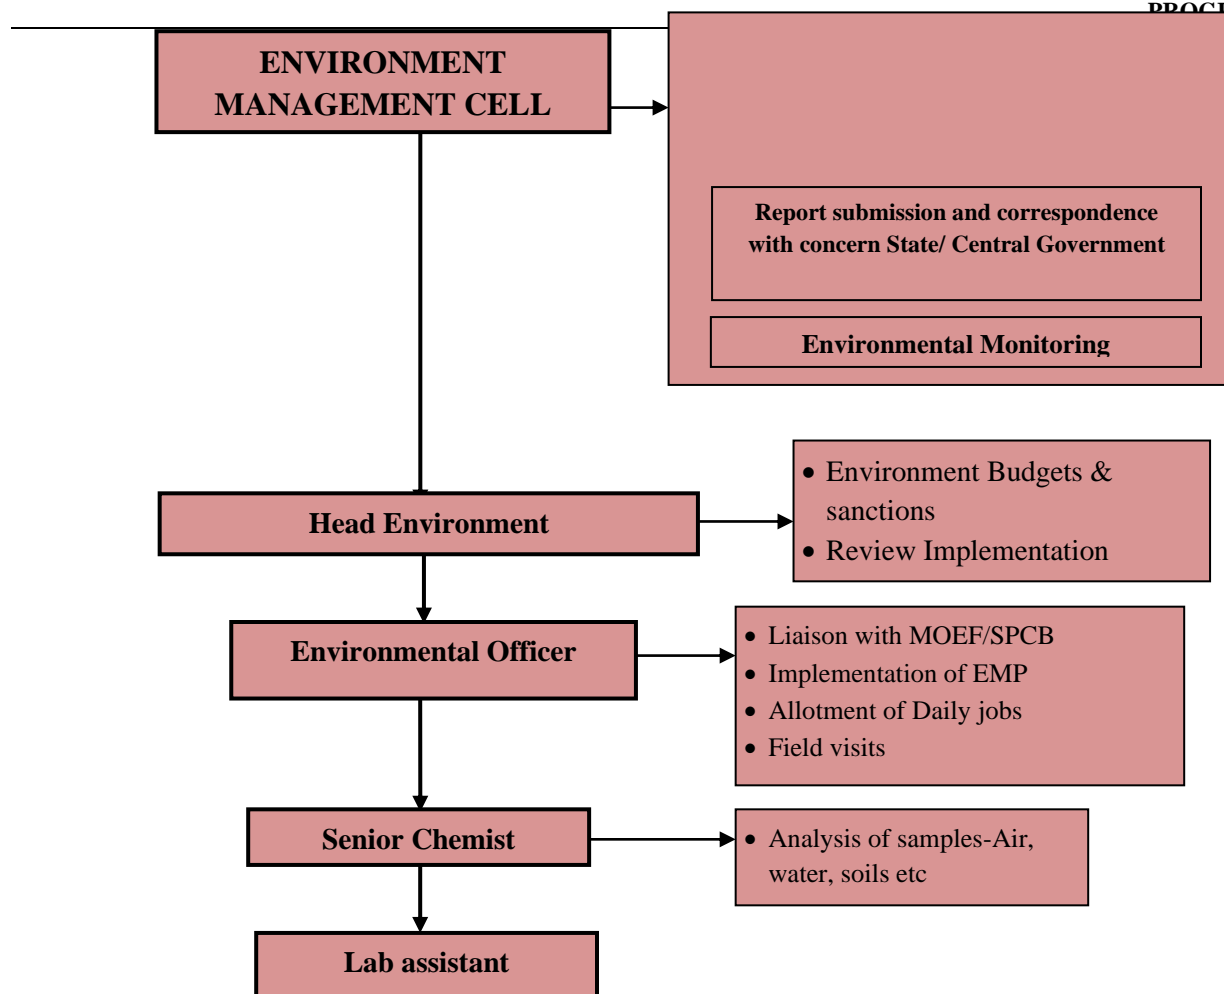 ENVIRONMENT
MANAGEMENT CELL
Report submission and correspondence
with concern State/ Central Government
Environmental Monitoring
Head Environment
• Environment Budgets &
sanctions
• Review Implementation
Environmental Officer
• Liaison with MOEF/SPCB
• Implementation of EMP
• Allotment of Daily jobs
• Field visits
Senior Chemist
• Analysis of samples-Air,
water, soils etc
Lab assistant